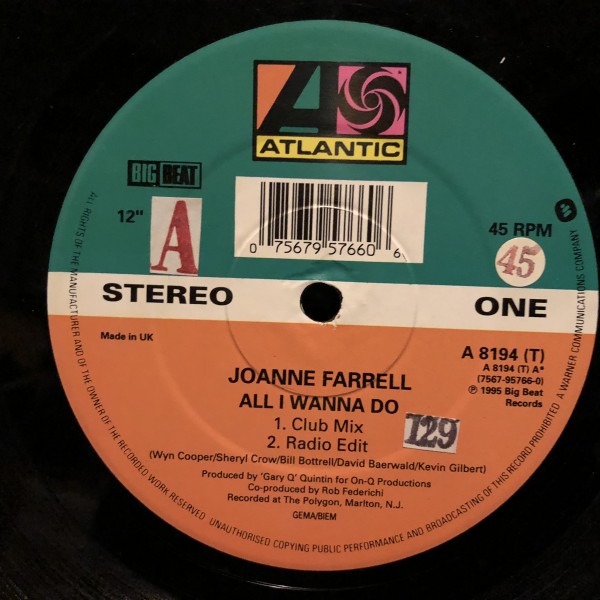 ATLANTIC
BIG BEAT
12"
A
0 75679 57660 6
45 RPM
45
STEREO
ONE
Made in UK
A 8194 (T)
A 8194 (T) A*
(7567-95766-0)
℗ 1995 Big Beat
Records
JOANNE FARRELL
ALL I WANNA DO
1. Club Mix
2. Radio Edit
129
(Wyn Cooper/Sheryl Crow/Bill Bottrell/David Baerwald/Kevin Gilbert)
Produced by 'Gary Q' Quintin for On-Q Productions
Co-produced by Rob Federichi
Recorded at The Polygon, Marlton, N.J.
GEMA/BIEM
ALL RIGHTS OF THE MANUFACTURER AND OF THE OWNER OF THE RECORDED WORK RESERVED UNAUTHORISED COPYING PUBLIC PERFORMANCE AND BROADCASTING OF THIS RECORD PROHIBITED A WARNER COMMUNICATIONS COMPANY